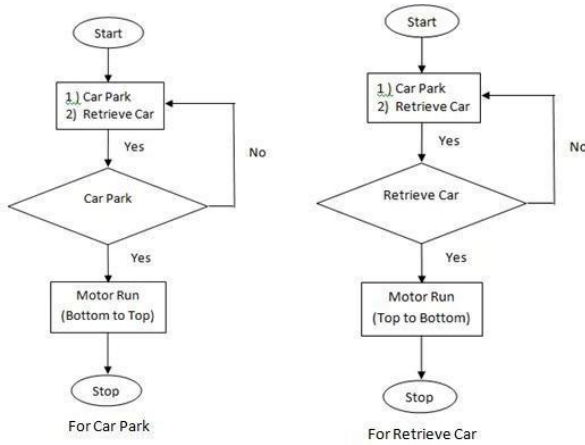 Start
1) Car Park
2) Retrieve Car
Yes
No
Car Park
Yes
Motor Run
(Bottom to Top)
Stop
For Car Park
Start
1) Car Park
2) Retrieve Car
Yes
No
Retrieve Car
Yes
Motor Run
(Top to Bottom)
Stop
For Retrieve Car